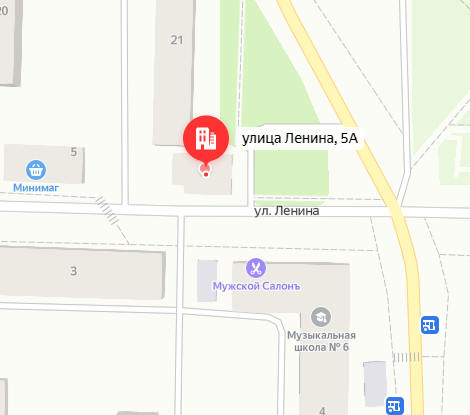 20
21
улица Ленина, 5А
5
Минимаг
ул. Ленина
3
Мужской Салонъ
Музыкальная
школа № 6
4